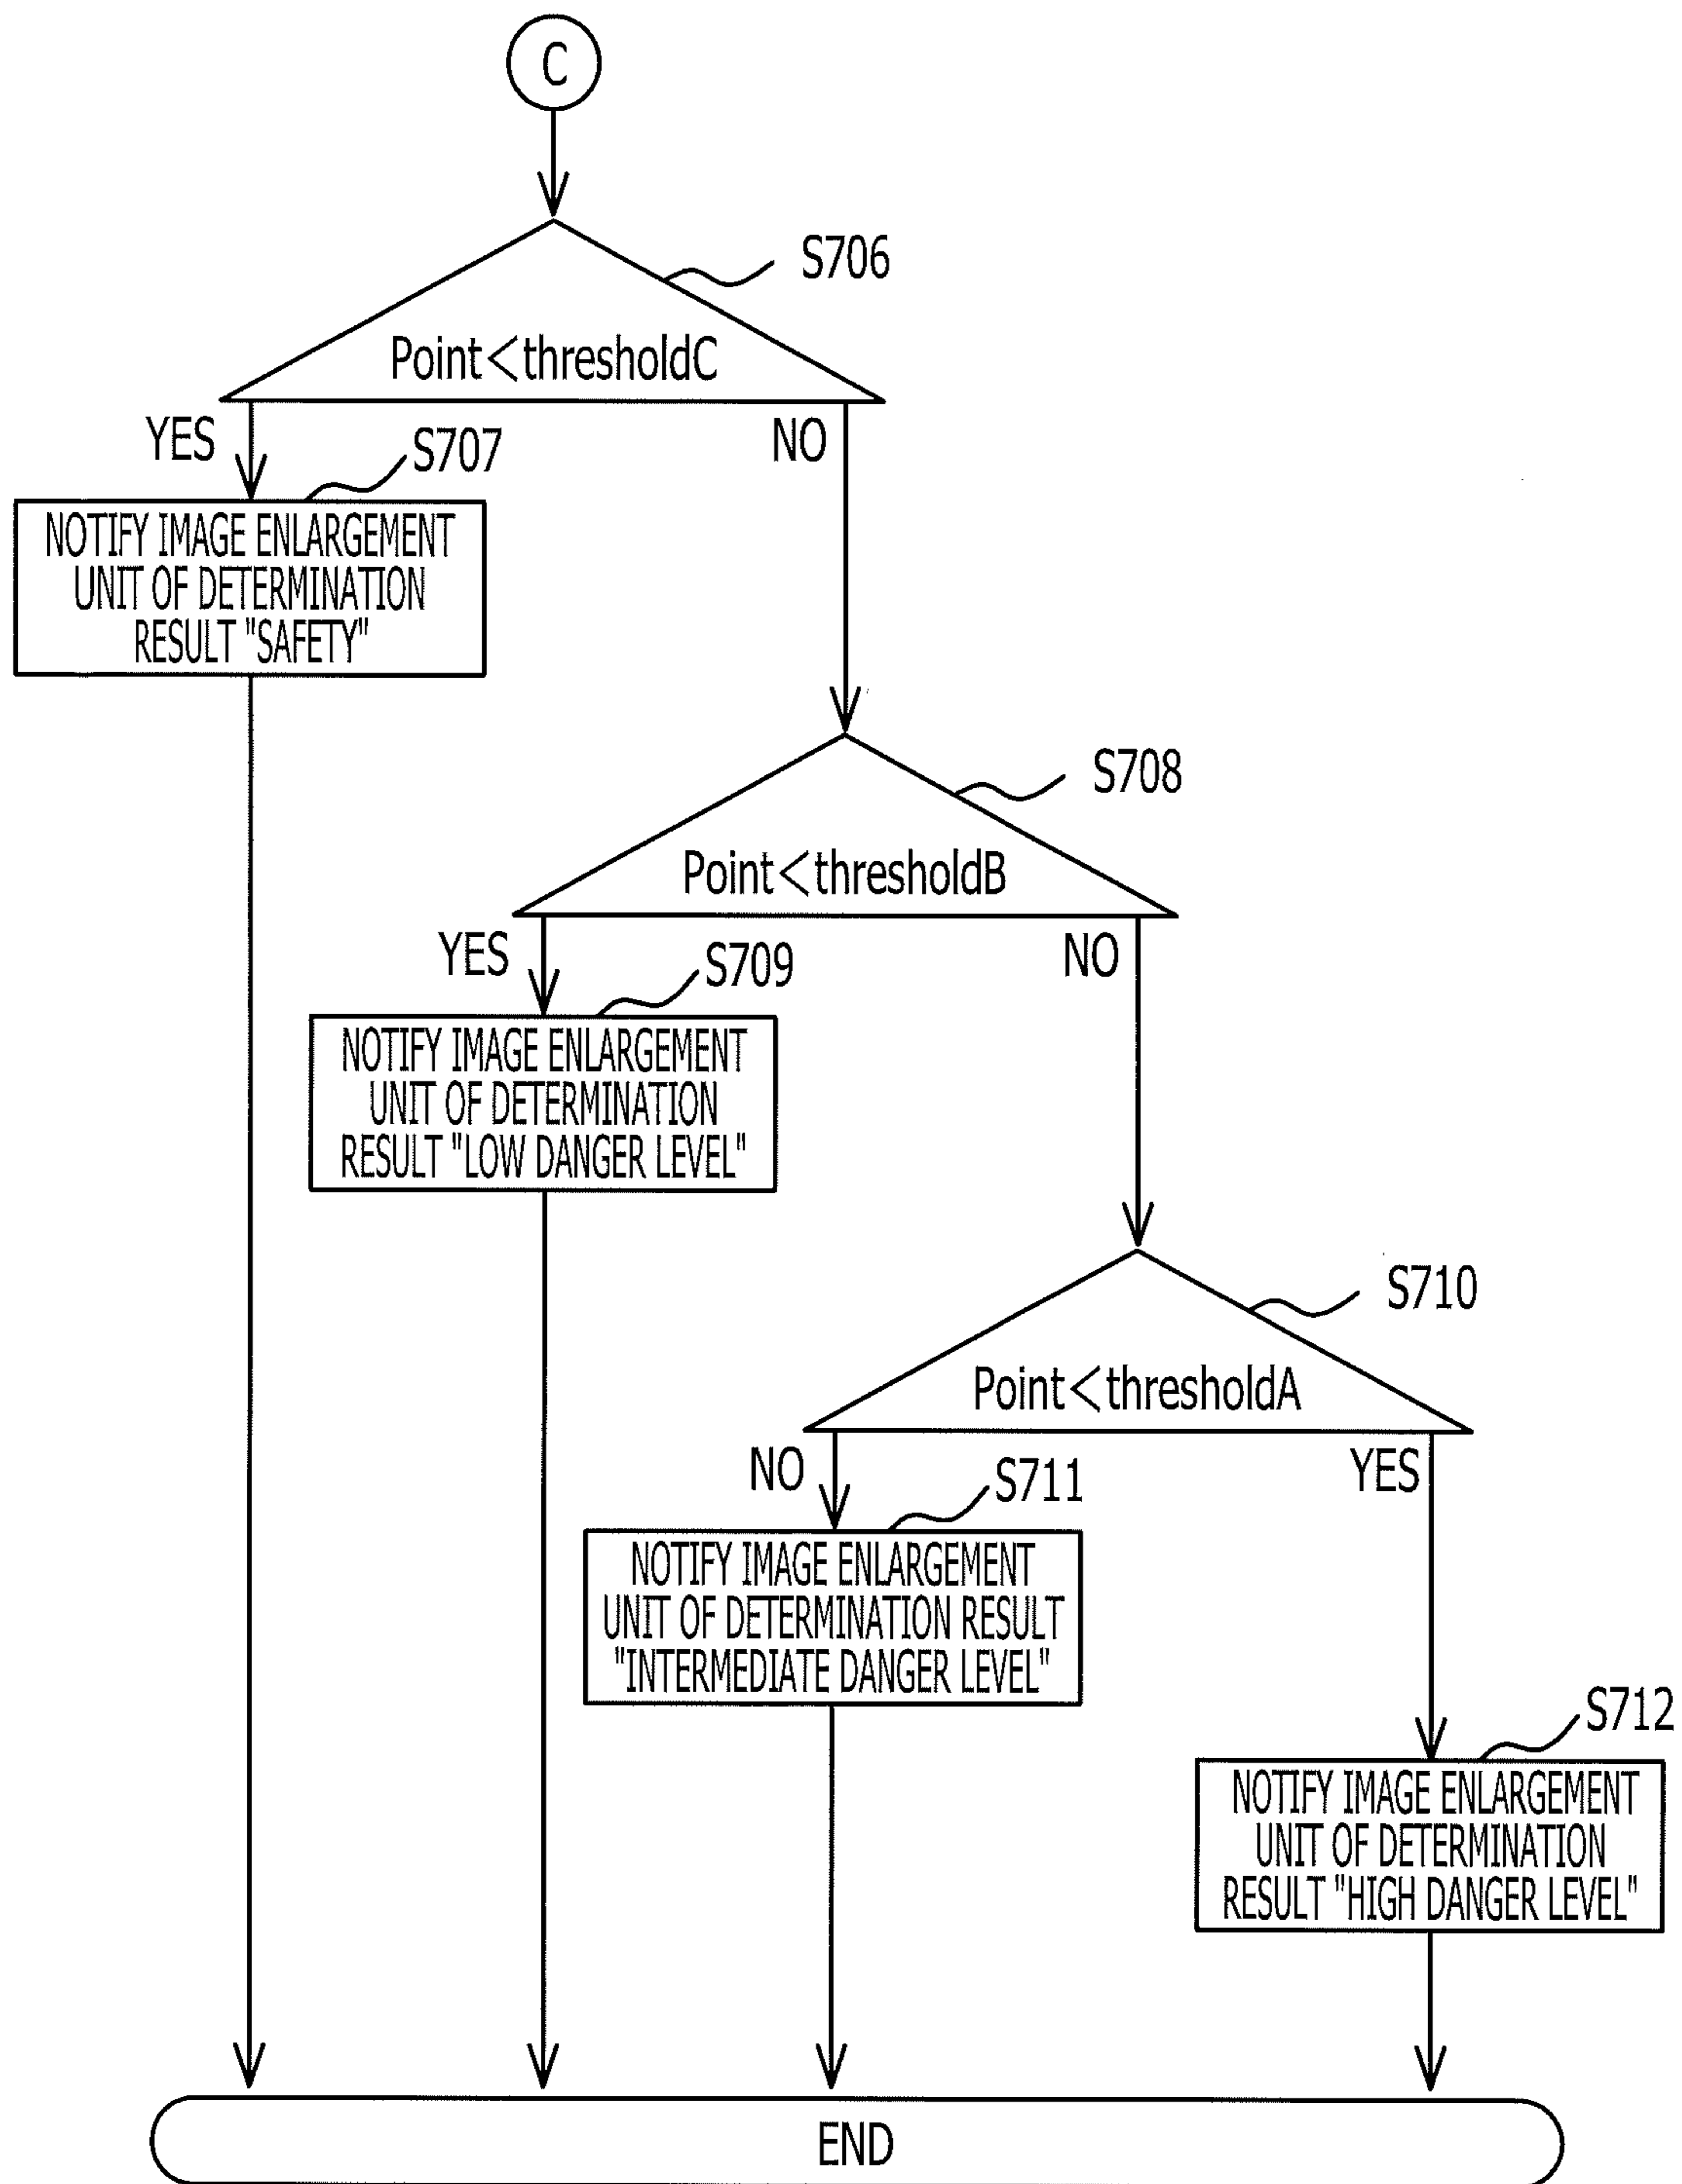 C
S706
Point<thresholdC
YES
NO
S707
NOTIFY IMAGE ENLARGEMENT
UNIT OF DETERMINATION
RESULT "SAFETY"
S708
Point<thresholdB
YES
NO
S709
NOTIFY IMAGE ENLARGEMENT
UNIT OF DETERMINATION
RESULT "LOW DANGER LEVEL"
S710
Point<thresholdA
NO
YES
S711
NOTIFY IMAGE ENLARGEMENT
UNIT OF DETERMINATION RESULT
"INTERMEDIATE DANGER LEVEL"
S712
NOTIFY IMAGE ENLARGEMENT
UNIT OF DETERMINATION
RESULT "HIGH DANGER LEVEL"
END